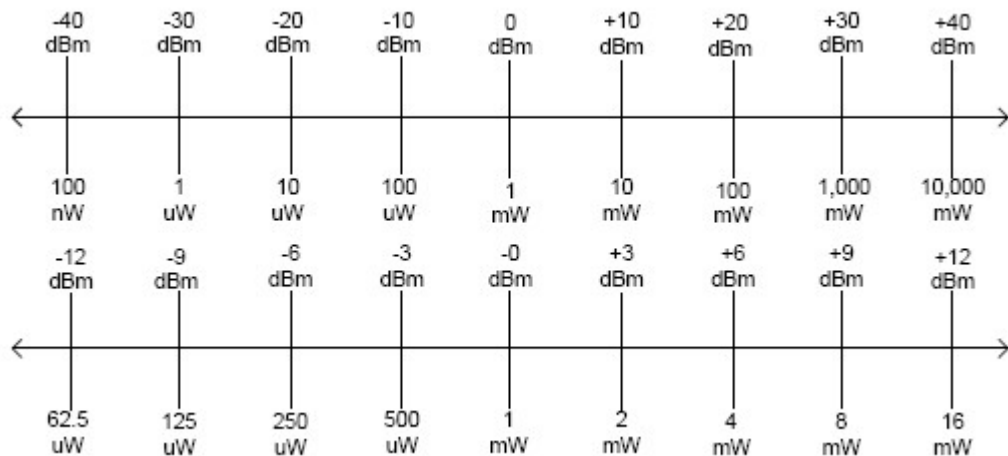 -40 -30 -20 -10 0 +10 +20 +30 +40
dBm dBm dBm dBm dBm dBm dBm dBm dBm
100 1 10 100 1 10 100 1,000 10,000
nW uW uW uW mW mW mW mW mW
-12 -9 -6 -3 -0 +3 +6 +9 +12
dBm dBm dBm dBm dBm dBm dBm dBm dBm
62.5 125 250 500 1 2 4 8 16
uW uW uW uW mW mW mW mW mW